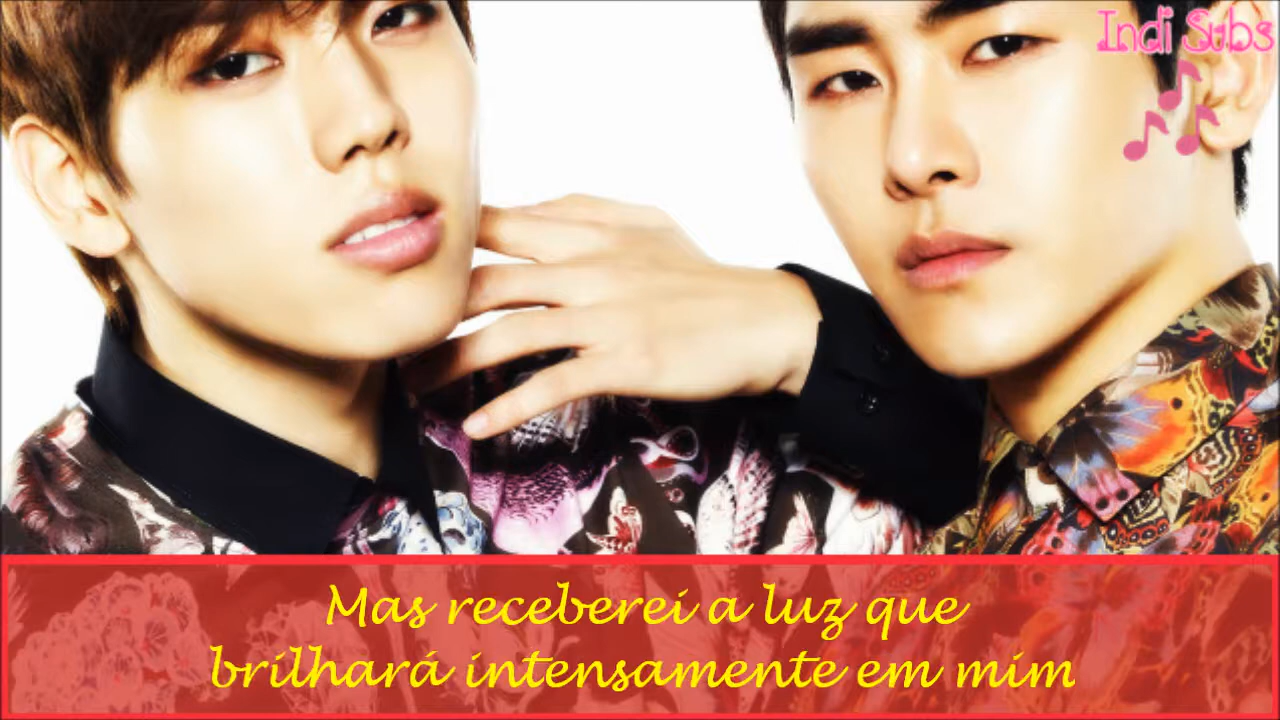 Indi Subs
Mas receberei a luz que
brilhará intensamente em mim